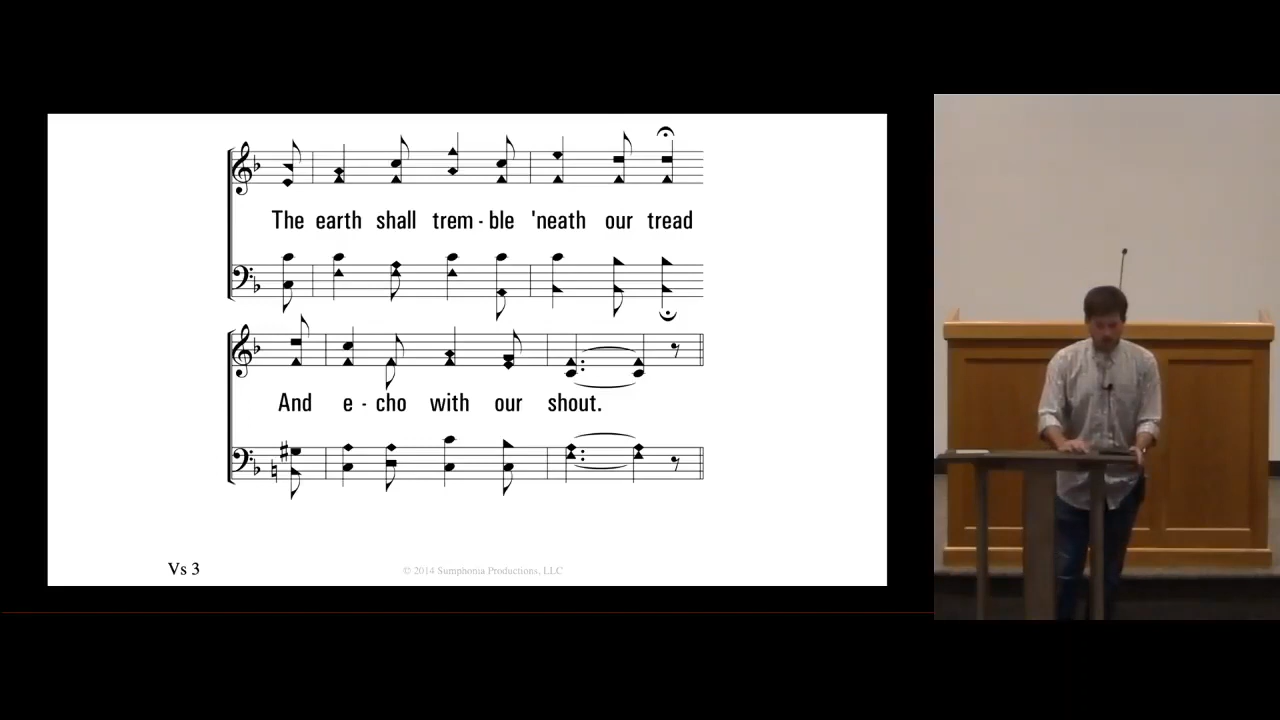 The earth shall trem - ble 'neath our tread
And e - cho with our shout.
Vs 3
© 2014 Sumphonia Productions, LLC